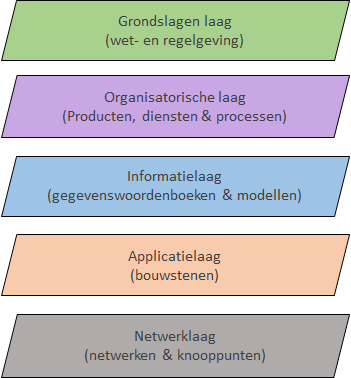 Grondslagen laag
(wet- en regelgeving)
Organisatorische laag
(Producten, diensten & processen)
Informatielaag
(gegevenswoordenboeken & modellen)
Applicatielaag
(bouwstenen)
Netwerklaag
(netwerken & knooppunten)